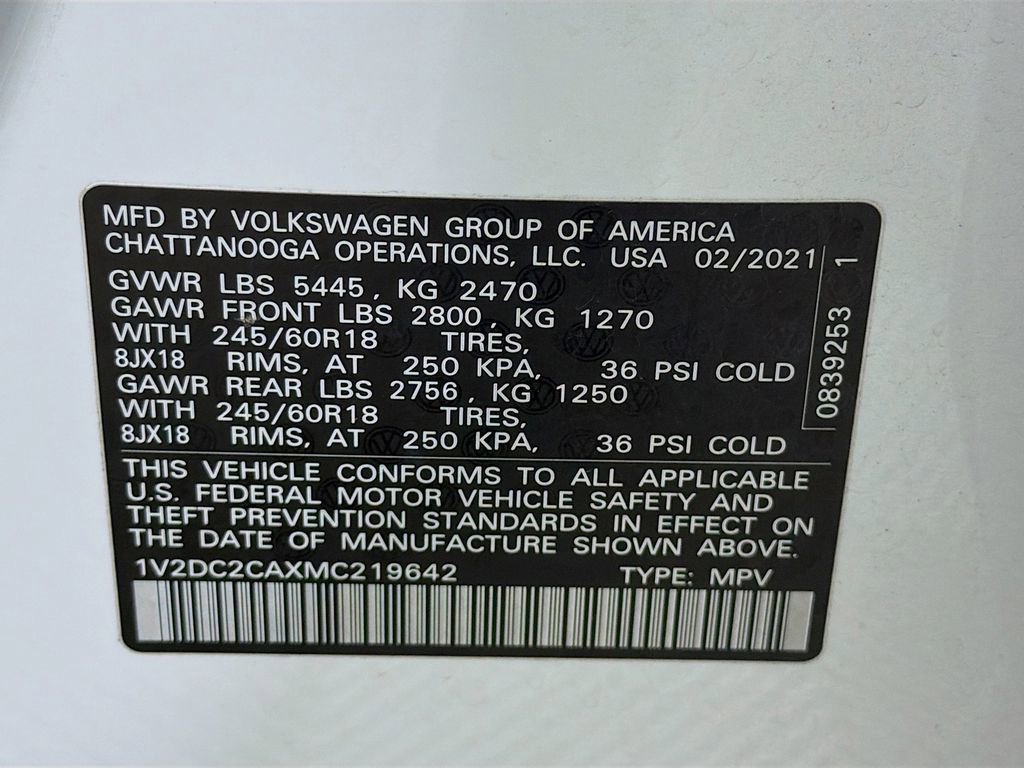 MFD BY VOLKSWAGEN GROUP OF AMERICA
CHATTANOOGA OPERATIONS, LLC. USA 02/2021
GVWR LBS 5445, KG 2470
GAWR FRONT LBS 2800, KG 1270
WITH 245/60R18 TIRES,
8JX18 RIMS, AT 250 KPA, 36 PSI COLD
GAWR REAR LBS 2756, KG 1250
WITH 245/60R18 TIRES,
8JX18 RIMS, AT 250 KPA, 36 PSI COLD
0839253 1
THIS VEHICLE CONFORMS TO ALL APPLICABLE
U.S. FEDERAL MOTOR VEHICLE SAFETY AND
THEFT PREVENTION STANDARDS IN EFFECT ON
THE DATE OF MANUFACTURE SHOWN ABOVE.
1V2DC2CAXMC219642 TYPE: MPV